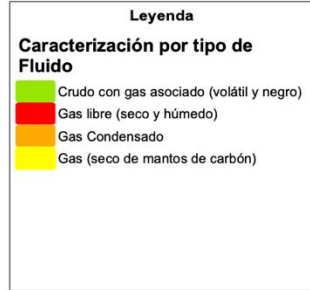 Leyenda
Caracterización por tipo de
Fluido
Crudo con gas asociado (volátil y negro)
Gas libre (seco y húmedo)
Gas Condensado
Gas (seco de mantos de carbón)